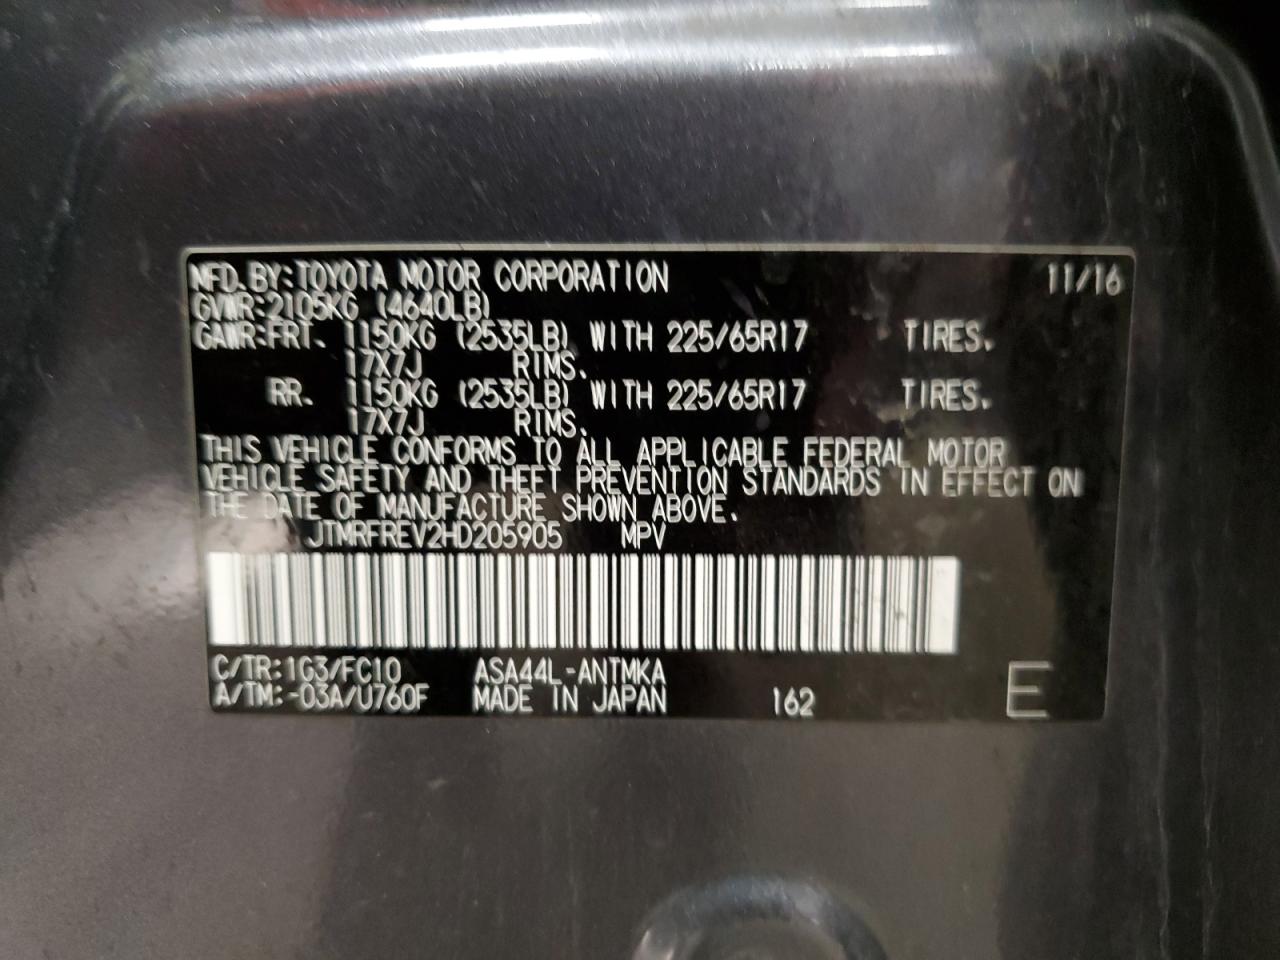 MFD.BY:TOYOTA MOTOR CORPORATION 11/16
GVWR:2105KG (4640LB)
GAWR:FRT. 1150KG (2535LB) WITH 225/65R17 TIRES.
17X7J RIMS.
RR. 1150KG (2535LB) WITH 225/65R17 TIRES.
17X7J RIMS.
THIS VEHICLE CONFORMS TO ALL APPLICABLE FEDERAL MOTOR
VEHICLE SAFETY AND THEFT PREVENTION STANDARDS IN EFFECT ON
THE DATE OF MANUFACTURE SHOWN ABOVE.
JTMRFREV2HD205905 MPV
C/TR:1G3/FC10 ASA44L-ANTMKA
A/TM:-03A/U760F MADE IN JAPAN 162 E